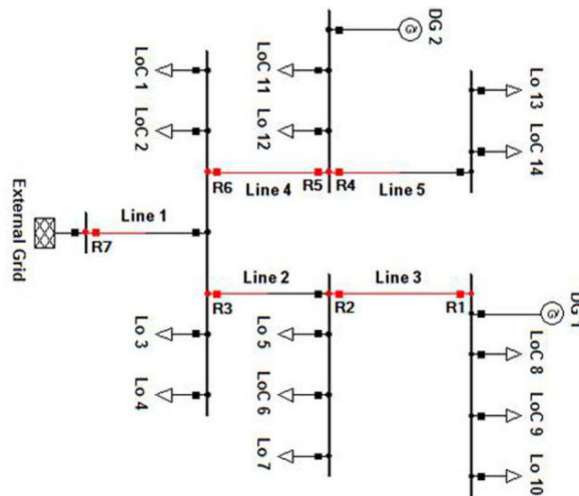 DG 2
LoC 1
LoC 11
Lo 13
LoC 2
Lo 12
LoC 14
R6
Line 4
R5
R4
Line 5
External Grid
Line 1
R7
Line 2
Line 3
R3
R2
R1
DG 1
Lo 3
Lo 5
LoC 8
Lo 4
LoC 6
LoC 9
Lo 7
Lo 10